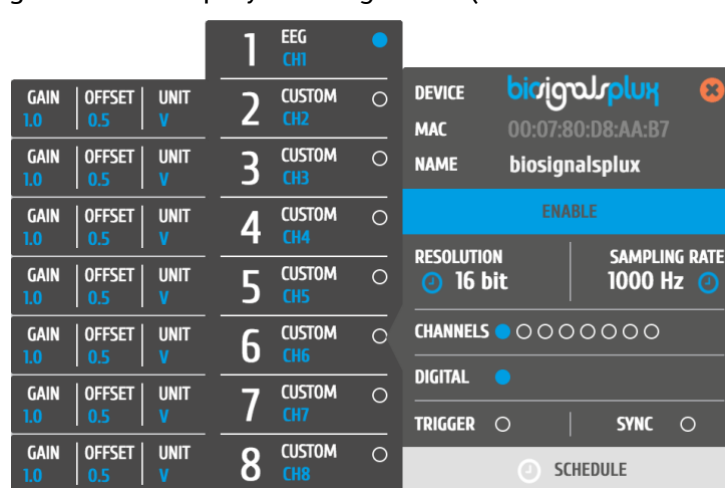 1 EEG
CH1
GAIN OFFSET UNIT
1.0 0.5 V
2 CUSTOM
CH2
GAIN OFFSET UNIT
1.0 0.5 V
3 CUSTOM
CH3
GAIN OFFSET UNIT
1.0 0.5 V
4 CUSTOM
CH4
GAIN OFFSET UNIT
1.0 0.5 V
5 CUSTOM
CH5
GAIN OFFSET UNIT
1.0 0.5 V
6 CUSTOM
CH6
GAIN OFFSET UNIT
1.0 0.5 V
7 CUSTOM
CH7
GAIN OFFSET UNIT
1.0 0.5 V
8 CUSTOM
CH8
DEVICE biosignalsplux
MAC 00:07:80:D8:AA:B7
NAME biosignalsplux
ENABLE
RESOLUTION SAMPLING RATE
16 bit 1000 Hz
CHANNELS
DIGITAL
TRIGGER SYNC
SCHEDULE